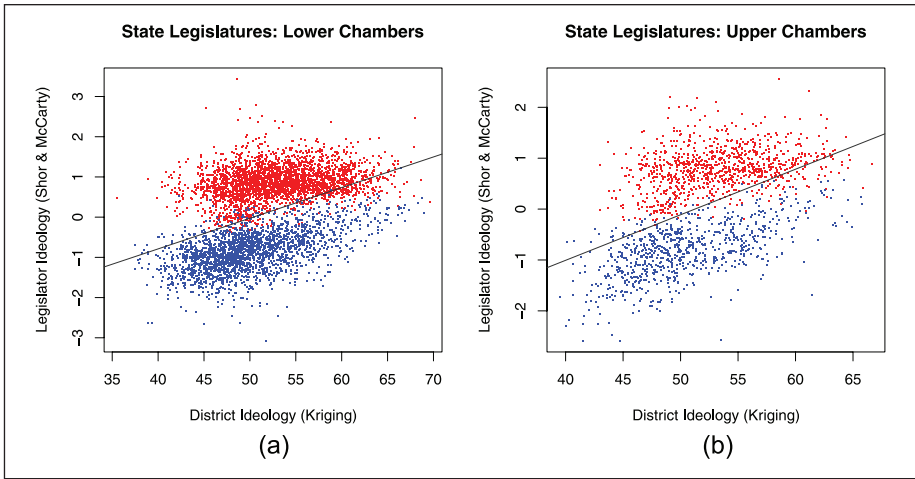 State Legislatures: Lower Chambers
Legislator Ideology (Shor & McCarty)
3
2
1
0
−1
−2
−3
35 40 45 50 55 60 65 70
District Ideology (Kriging)
(a)
State Legislatures: Upper Chambers
Legislator Ideology (Shor & McCarty)
2
1
0
−1
−2
40 45 50 55 60 65
District Ideology (Kriging)
(b)